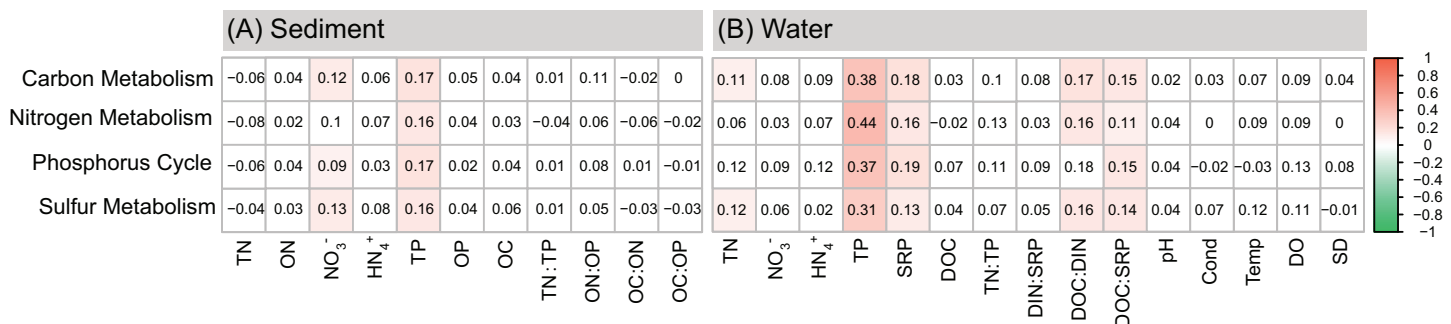 (A) Sediment (B) Water
Carbon Metabolism −0.06 0.04 0.12 0.06 0.17 0.05 0.04 0.01 0.11 −0.02 0 0.11 0.08 0.09 0.38 0.18 0.03 0.1 0.08 0.17 0.15 0.02 0.03 0.07 0.09 0.04
Nitrogen Metabolism −0.08 0.02 0.1 0.07 0.16 0.04 0.03 −0.04 0.06 −0.06 −0.02 0.06 0.03 0.07 0.44 0.16 −0.02 0.13 0.03 0.16 0.11 0.04 0 0.09 0.09 0
Phosphorus Cycle −0.06 0.04 0.09 0.03 0.17 0.02 0.04 0.01 0.08 0.01 −0.01 0.12 0.09 0.12 0.37 0.19 0.07 0.11 0.09 0.18 0.15 0.04 −0.02 −0.03 0.13 0.08
Sulfur Metabolism −0.04 0.03 0.13 0.08 0.16 0.04 0.06 0.01 0.05 −0.03 −0.03 0.12 0.06 0.02 0.31 0.13 0.04 0.07 0.05 0.16 0.14 0.04 0.07 0.12 0.11 −0.01
TN ON NO₃⁻ HN₄⁺ TP OP OC TN:TP ON:OP OC:ON OC:OP TN NO₃⁻ HN₄⁺ TP SRP DOC TN:TP DIN:SRP DOC:DIN DOC:SRP pH Cond Temp DO SD
1
0.8
0.6
0.4
0.2
0
−0.2
−0.4
−0.6
−0.8
−1